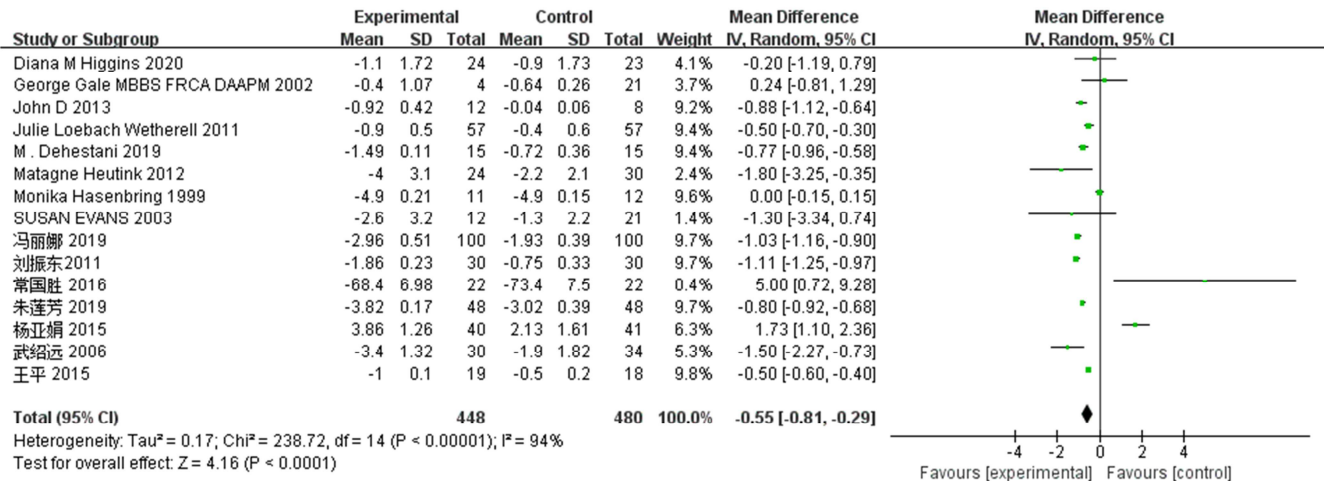 Experimental Control Mean Difference Mean Difference
Study or Subgroup Mean SD Total Mean SD Total Weight IV, Random, 95% CI IV, Random, 95% CI
Diana M Higgins 2020 -1.1 1.72 24 -0.9 1.73 23 4.1% -0.20 [-1.19, 0.79]
George Gale MBBS FRCA DAAPM 2002 -0.4 1.07 4 -0.64 0.26 21 3.7% 0.24 [-0.81, 1.29]
John D 2013 -0.92 0.42 12 -0.04 0.06 8 9.2% -0.88 [-1.12, -0.64]
Julie Loebach Wetherell 2011 -0.9 0.5 57 -0.4 0.6 57 9.4% -0.50 [-0.70, -0.30]
M . Dehestani 2019 -1.49 0.11 15 -0.72 0.36 15 9.4% -0.77 [-0.96, -0.58]
Matagne Heutink 2012 -4 3.1 24 -2.2 2.1 30 2.4% -1.80 [-3.25, -0.35]
Monika Hasenbring 1999 -4.9 0.21 11 -4.9 0.15 12 9.6% 0.00 [-0.15, 0.15]
SUSAN EVANS 2003 -2.6 3.2 12 -1.3 2.2 21 1.4% -1.30 [-3.34, 0.74]
冯丽娜 2019 -2.96 0.51 100 -1.93 0.39 100 9.7% -1.03 [-1.16, -0.90]
刘振东2011 -1.86 0.23 30 -0.75 0.33 30 9.7% -1.11 [-1.25, -0.97]
常国胜 2016 -68.4 6.98 22 -73.4 7.5 22 0.4% 5.00 [0.72, 9.28]
朱莲芳 2019 -3.82 0.17 48 -3.02 0.39 48 9.7% -0.80 [-0.92, -0.68]
杨亚娟 2015 3.86 1.26 40 2.13 1.61 41 6.3% 1.73 [1.10, 2.36]
武绍远 2006 -3.4 1.32 30 -1.9 1.82 34 5.3% -1.50 [-2.27, -0.73]
王平 2015 -1 0.1 19 -0.5 0.2 18 9.8% -0.50 [-0.60, -0.40]
Total (95% CI) 448 480 100.0% -0.55 [-0.81, -0.29]
Heterogeneity: Tau² = 0.17; Chi² = 238.72, df = 14 (P < 0.00001); I² = 94%
Test for overall effect: Z = 4.16 (P < 0.0001)
-4 -2 0 2 4
Favours [experimental] Favours [control]